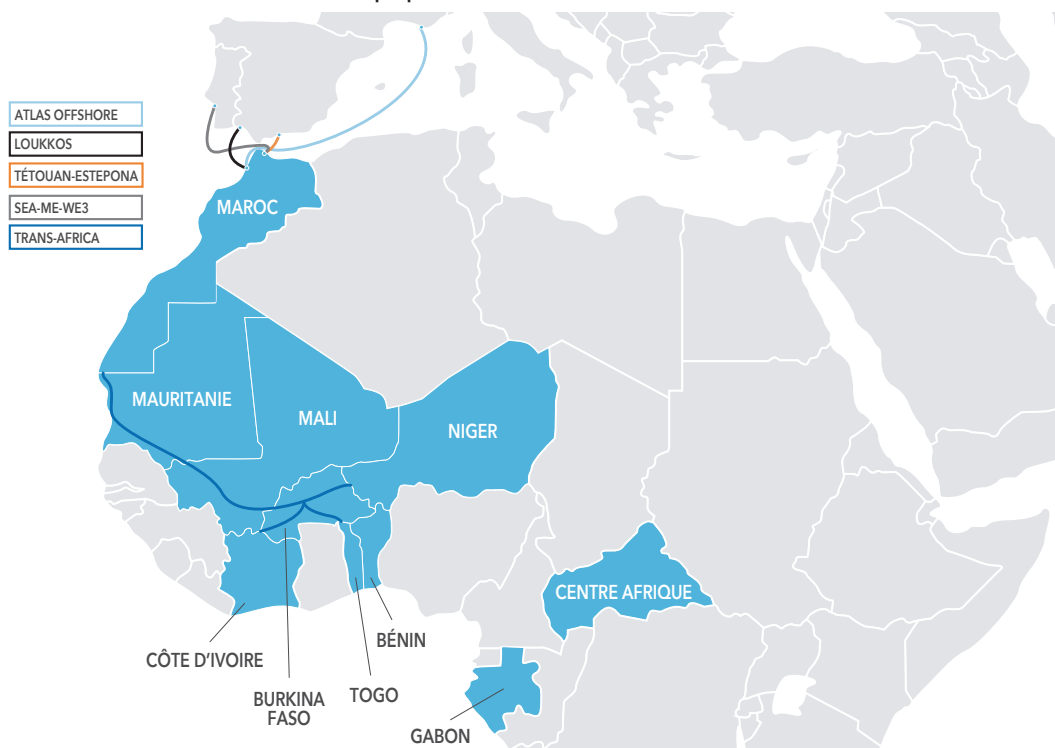 ATLAS OFFSHORE
LOUKKOS
TÉTOUAN-ESTEPONA
SEA-ME-WE3
TRANS-AFRICA
MAROC
MAURITANIE
MALI
NIGER
CENTRE AFRIQUE
CÔTE D'IVOIRE
BURKINA
FASO
TOGO
BÉNIN
GABON